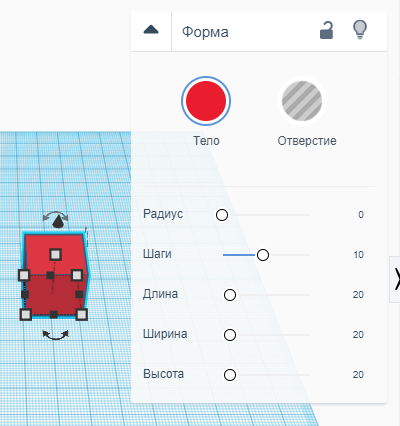 Форма
Тело Отверстие
Радиус 0
Шаги 10
Длина 20
Ширина 20
Высота 20